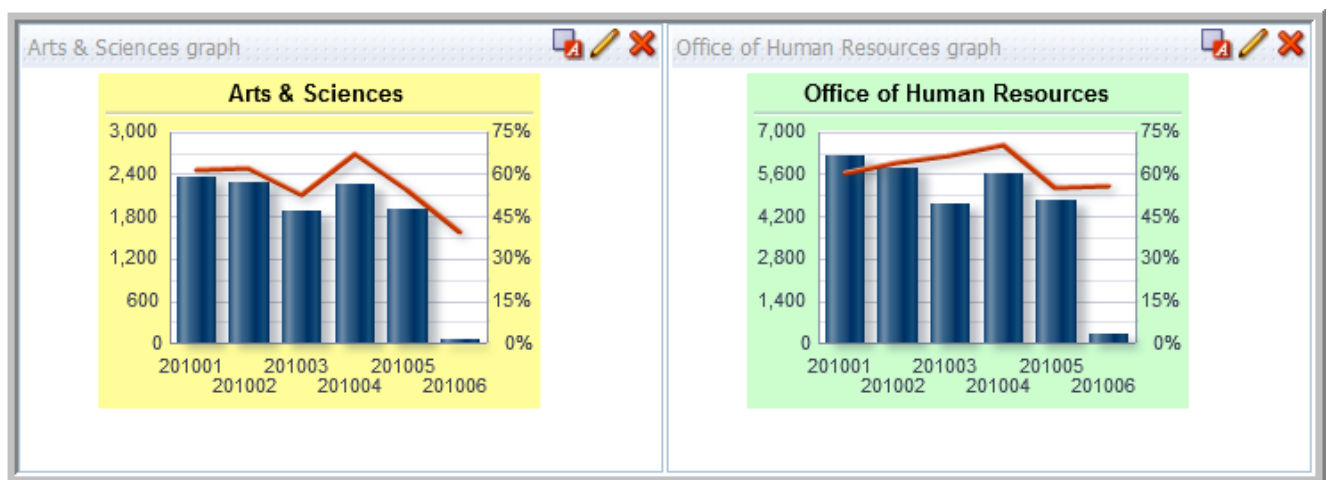 Arts & Sciences graph
Arts & Sciences
3,000 75%
2,400 60%
1,800 45%
1,200 30%
600 15%
0 0%
201001 201003 201005
201002 201004 201006
Office of Human Resources graph
Office of Human Resources
7,000 75%
5,600 60%
4,200 45%
2,800 30%
1,400 15%
0 0%
201001 201003 201005
201002 201004 201006